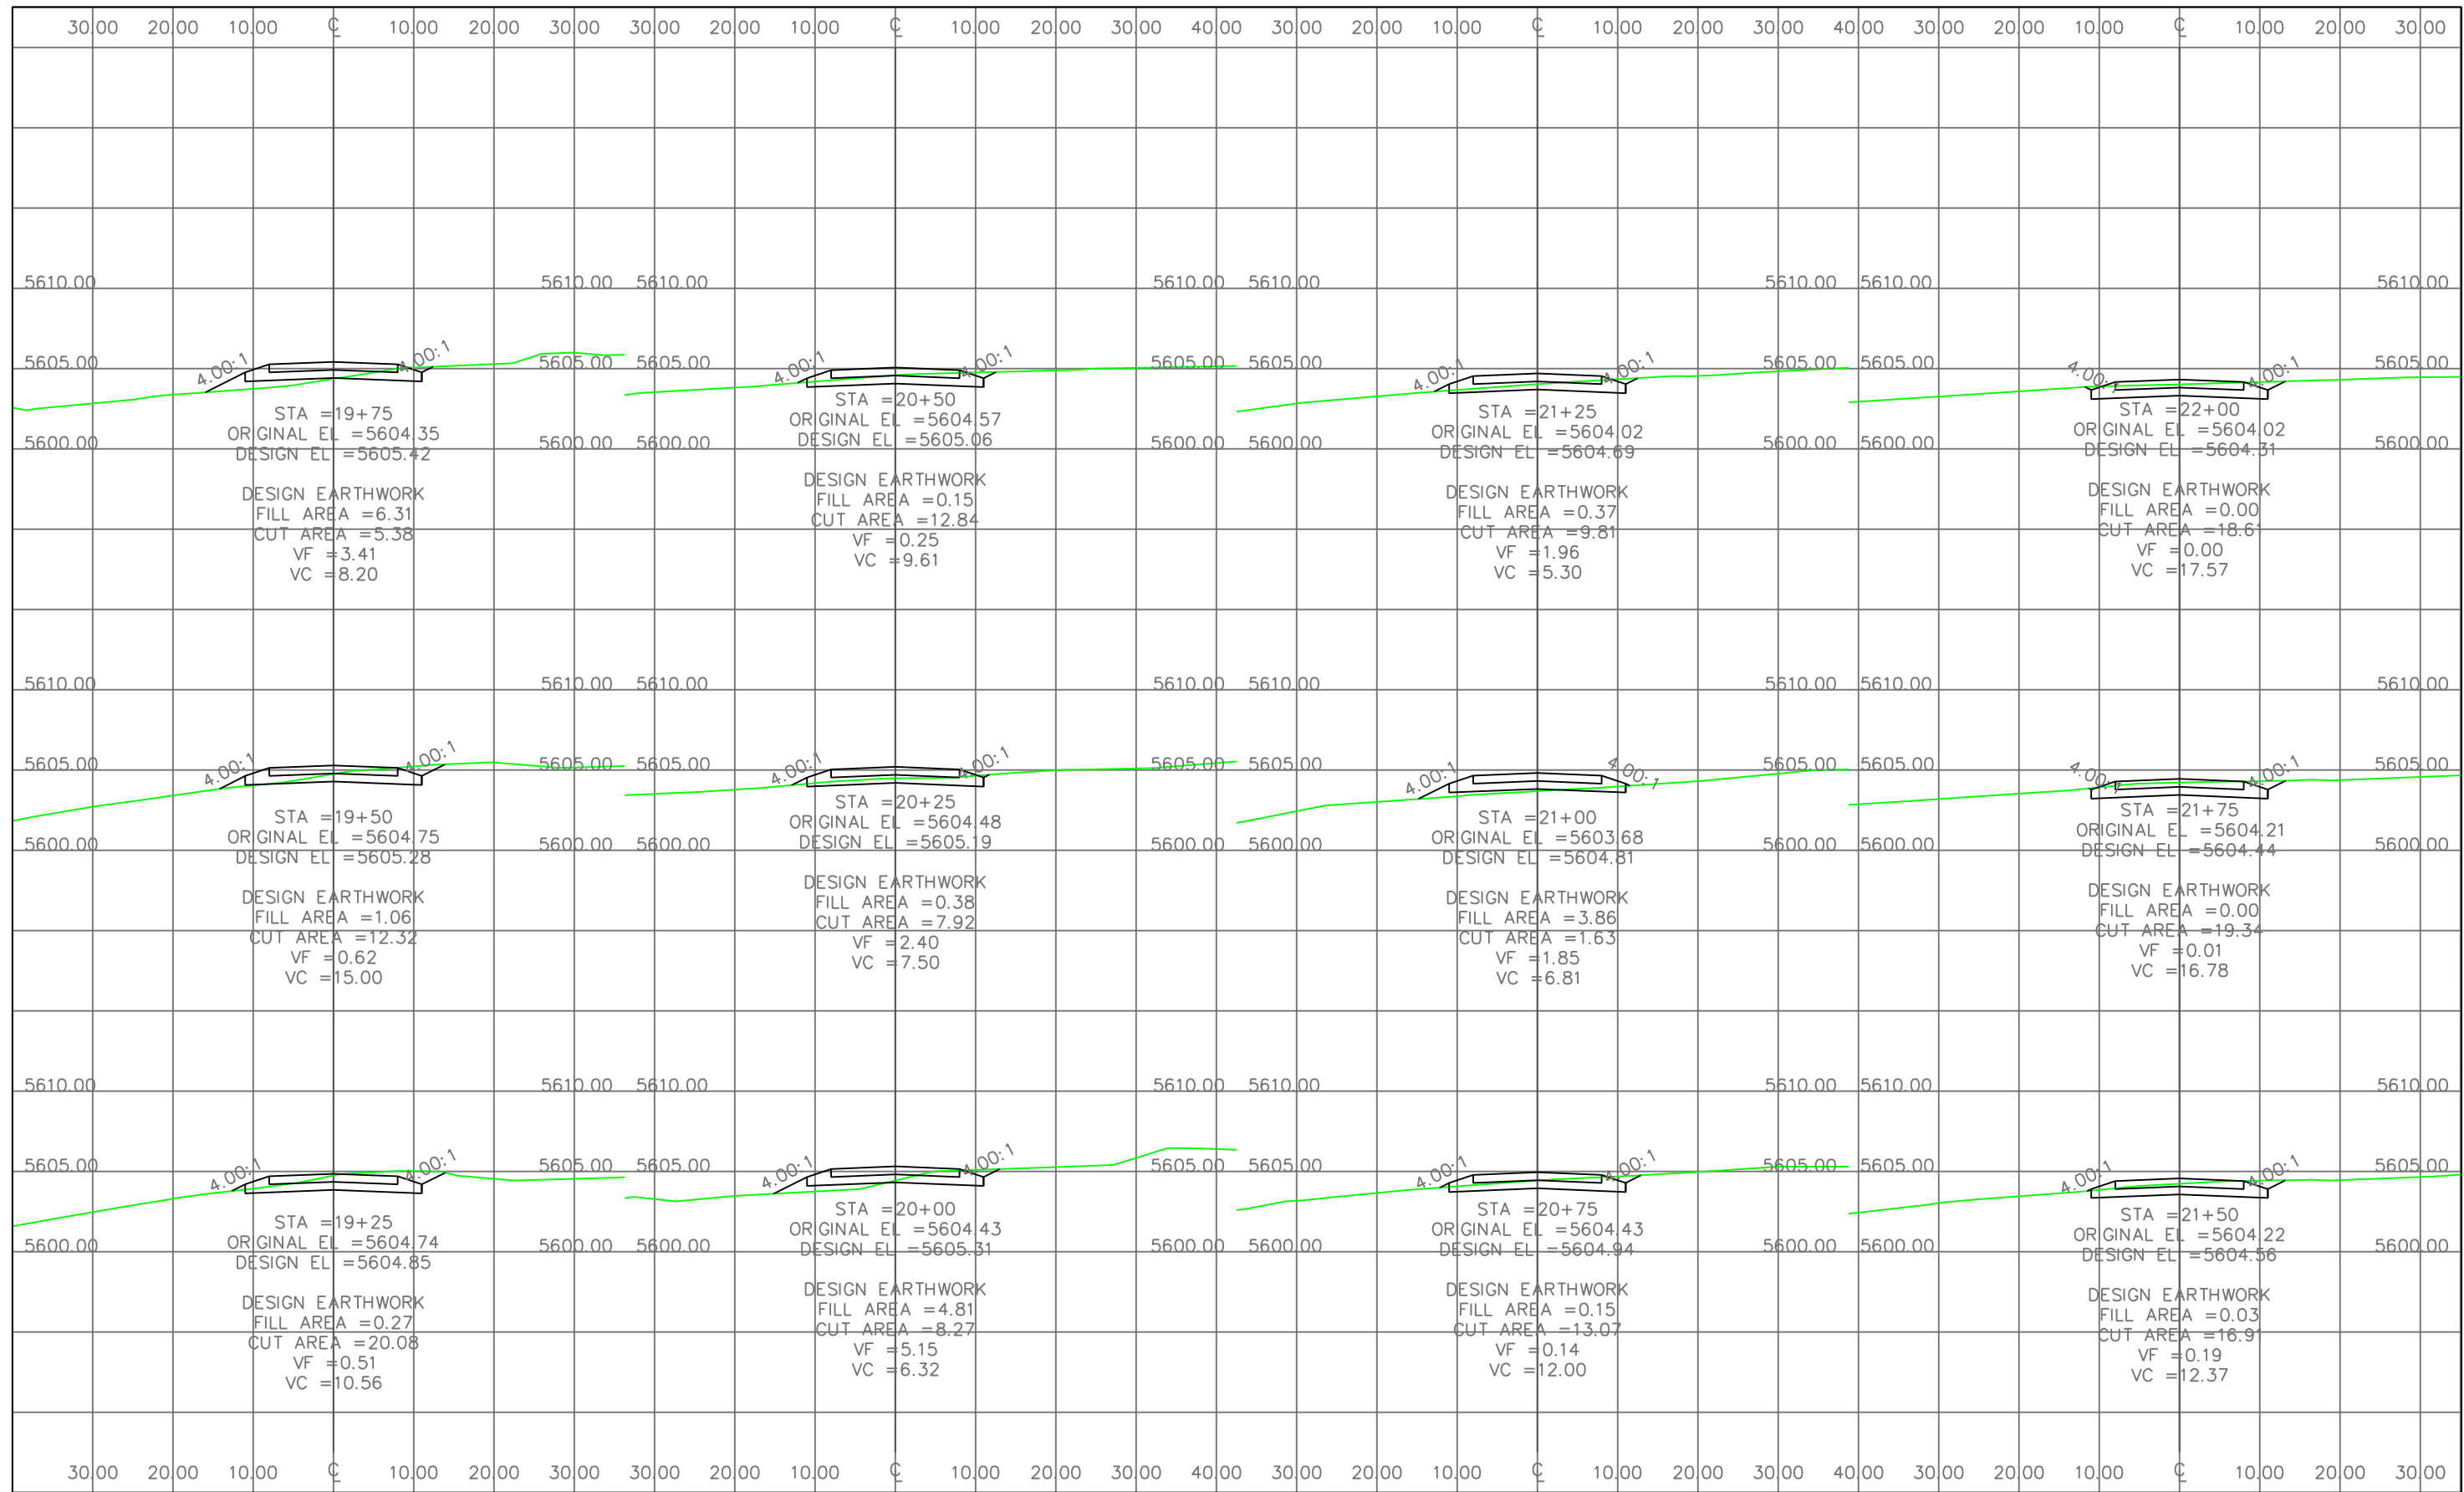 30.00 20.00 10.00 ℄ 10.00 20.00 30.00 30.00 20.00 10.00 ℄ 10.00 20.00 30.00 40.00 30.00 20.00 10.00 ℄ 10.00 20.00 30.00 40.00 30.00 20.00 10.00 ℄ 10.00 20.00 30.00
5610.00 5610.00 5610.00 5610.00 5610.00 5610.00 5610.00 5610.00
5605.00 4.00:1 4.00:1 5605.00 5605.00 4.00:1 4.00:1 5605.00 5605.00 4.00:1 4.00:1 5605.00 5605.00 4.00:1 4.00:1 5605.00
5600.00 5600.00 5600.00 5600.00 5600.00 5600.00 5600.00 5600.00
STA =19+75
ORIGINAL EL =5604.35
DESIGN EL =5605.42
DESIGN EARTHWORK
FILL AREA =6.31
CUT AREA =5.38
VF =3.41
VC =8.20
STA =20+50
ORIGINAL EL =5604.57
DESIGN EL =5605.06
DESIGN EARTHWORK
FILL AREA =0.15
CUT AREA =12.84
VF =0.25
VC =9.61
STA =21+25
ORIGINAL EL =5604.02
DESIGN EL =5604.69
DESIGN EARTHWORK
FILL AREA =0.37
CUT AREA =9.81
VF =1.96
VC =5.30
STA =22+00
ORIGINAL EL =5604.02
DESIGN EL =5604.31
DESIGN EARTHWORK
FILL AREA =0.00
CUT AREA =18.61
VF =0.00
VC =17.57
5610.00 5610.00 5610.00 5610.00 5610.00 5610.00 5610.00 5610.00
5605.00 4.00:1 4.00:1 5605.00 5605.00 4.00:1 4.00:1 5605.00 5605.00 4.00:1 4.00:1 5605.00 5605.00 4.00:1 4.00:1 5605.00
5600.00 5600.00 5600.00 5600.00 5600.00 5600.00 5600.00 5600.00
STA =19+50
ORIGINAL EL =5604.75
DESIGN EL =5605.28
DESIGN EARTHWORK
FILL AREA =1.06
CUT AREA =12.32
VF =0.62
VC =15.00
STA =20+25
ORIGINAL EL =5604.48
DESIGN EL =5605.19
DESIGN EARTHWORK
FILL AREA =0.38
CUT AREA =7.92
VF =2.40
VC =7.50
STA =21+00
ORIGINAL EL =5603.68
DESIGN EL =5604.81
DESIGN EARTHWORK
FILL AREA =3.86
CUT AREA =1.63
VF =1.85
VC =6.81
STA =21+75
ORIGINAL EL =5604.21
DESIGN EL =5604.44
DESIGN EARTHWORK
FILL AREA =0.00
CUT AREA =19.34
VF =0.01
VC =16.78
5610.00 5610.00 5610.00 5610.00 5610.00 5610.00 5610.00 5610.00
5605.00 4.00:1 4.00:1 5605.00 5605.00 4.00:1 4.00:1 5605.00 5605.00 4.00:1 4.00:1 5605.00 5605.00 4.00:1 4.00:1 5605.00
5600.00 5600.00 5600.00 5600.00 5600.00 5600.00 5600.00 5600.00
STA =19+25
ORIGINAL EL =5604.74
DESIGN EL =5604.85
DESIGN EARTHWORK
FILL AREA =0.27
CUT AREA =20.08
VF =0.51
VC =10.56
STA =20+00
ORIGINAL EL =5604.43
DESIGN EL =5605.31
DESIGN EARTHWORK
FILL AREA =4.81
CUT AREA =8.27
VF =5.15
VC =6.32
STA =20+75
ORIGINAL EL =5604.43
DESIGN EL =5604.94
DESIGN EARTHWORK
FILL AREA =0.15
CUT AREA =13.07
VF =0.14
VC =12.00
STA =21+50
ORIGINAL EL =5604.22
DESIGN EL =5604.56
DESIGN EARTHWORK
FILL AREA =0.03
CUT AREA =16.91
VF =0.19
VC =12.37
30.00 20.00 10.00 ℄ 10.00 20.00 30.00 30.00 20.00 10.00 ℄ 10.00 20.00 30.00 40.00 30.00 20.00 10.00 ℄ 10.00 20.00 30.00 40.00 30.00 20.00 10.00 ℄ 10.00 20.00 30.00